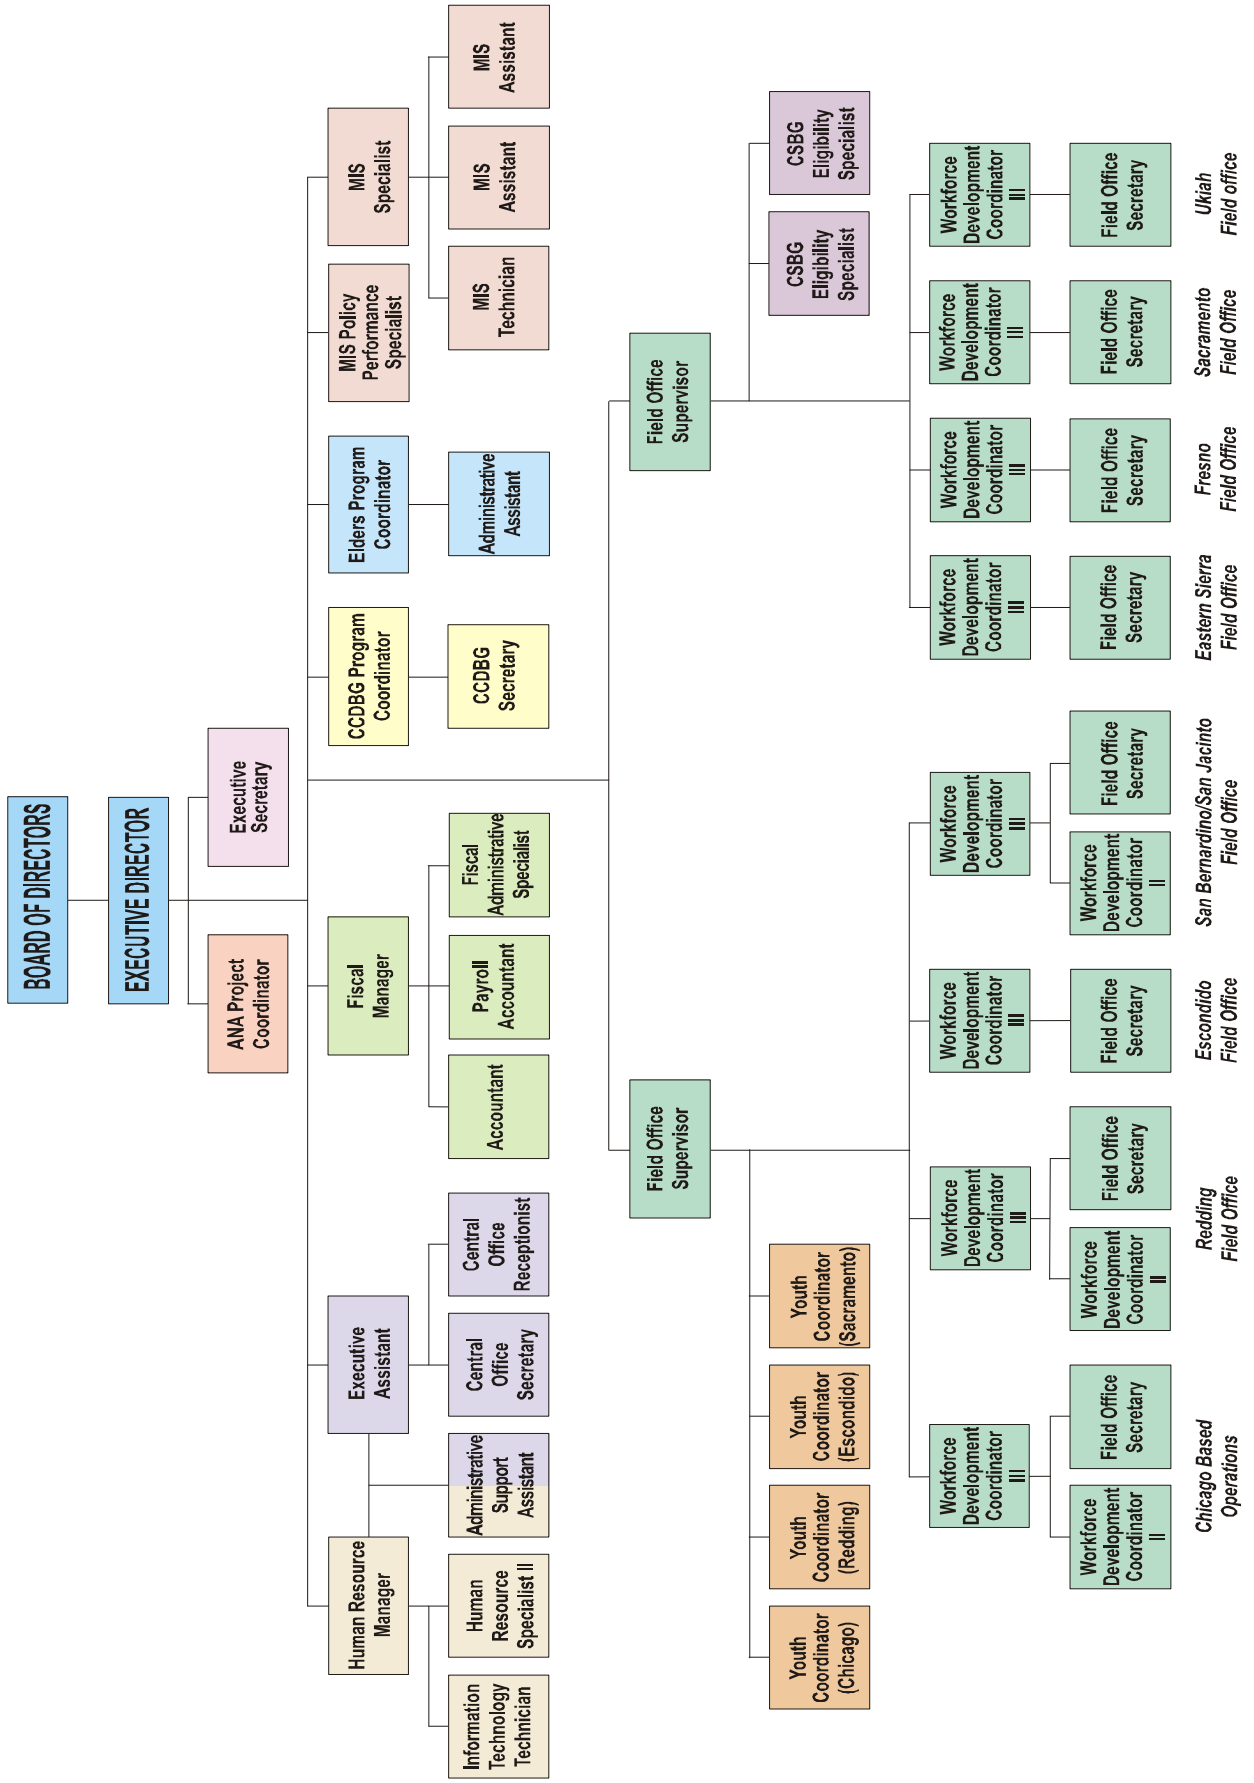 BOARD OF DIRECTORS
EXECUTIVE DIRECTOR
ANA Project
Coordinator
Executive
Secretary
Human Resource
Manager
Executive
Assistant
Fiscal
Manager
CCDBG Program
Coordinator
Elders Program
Coordinator
MIS Policy
Performance
Specialist
MIS
Specialist
Information
Technology
Technician
Human
Resource
Specialist II
Administrative
Support
Assistant
Central
Office
Secretary
Central
Office
Receptionist
Accountant
Payroll
Accountant
Fiscal
Administrative
Specialist
CCDBG
Secretary
Administrative
Assistant
MIS
Technician
MIS
Assistant
MIS
Assistant
Field Office
Supervisor
Field Office
Supervisor
Youth
Coordinator
(Chicago)
Youth
Coordinator
(Redding)
Youth
Coordinator
(Escondido)
Youth
Coordinator
(Sacramento)
CSBG
Eligibility
Specialist
CSBG
Eligibility
Specialist
Workforce
Development
Coordinator
III
Workforce
Development
Coordinator
III
Workforce
Development
Coordinator
III
Workforce
Development
Coordinator
III
Workforce
Development
Coordinator
III
Workforce
Development
Coordinator
III
Workforce
Development
Coordinator
III
Workforce
Development
Coordinator
III
Workforce
Development
Coordinator
II
Field Office
Secretary
Workforce
Development
Coordinator
II
Field Office
Secretary
Field Office
Secretary
Workforce
Development
Coordinator
II
Field Office
Secretary
Field Office
Secretary
Field Office
Secretary
Field Office
Secretary
Field Office
Secretary
Chicago Based
Operations
Redding
Field Office
Escondido
Field Office
San Bernardino/San Jacinto
Field Office
Eastern Sierra
Field Office
Fresno
Field Office
Sacramento
Field Office
Ukiah
Field office